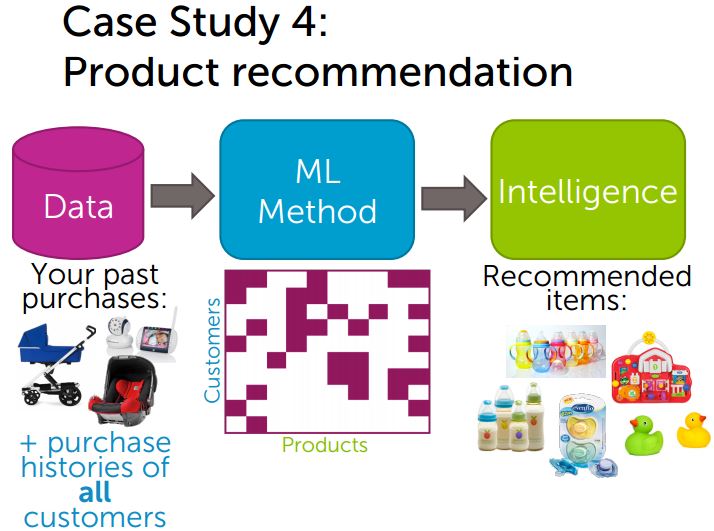 Case Study 4:
Product recommendation
Data
ML
Method
Intelligence
Your past
purchases:
+ purchase
histories of
all
customers
Customers
Products
Recommended
items: